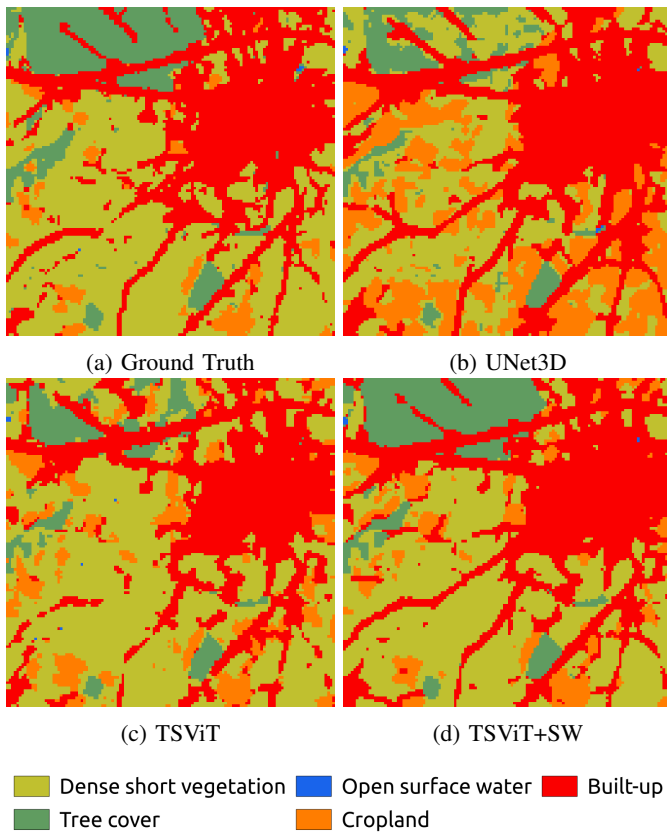 (a) Ground Truth
(b) UNet3D
(c) TSViT
(d) TSViT+SW
Dense short vegetation
Open surface water
Built-up
Tree cover
Cropland